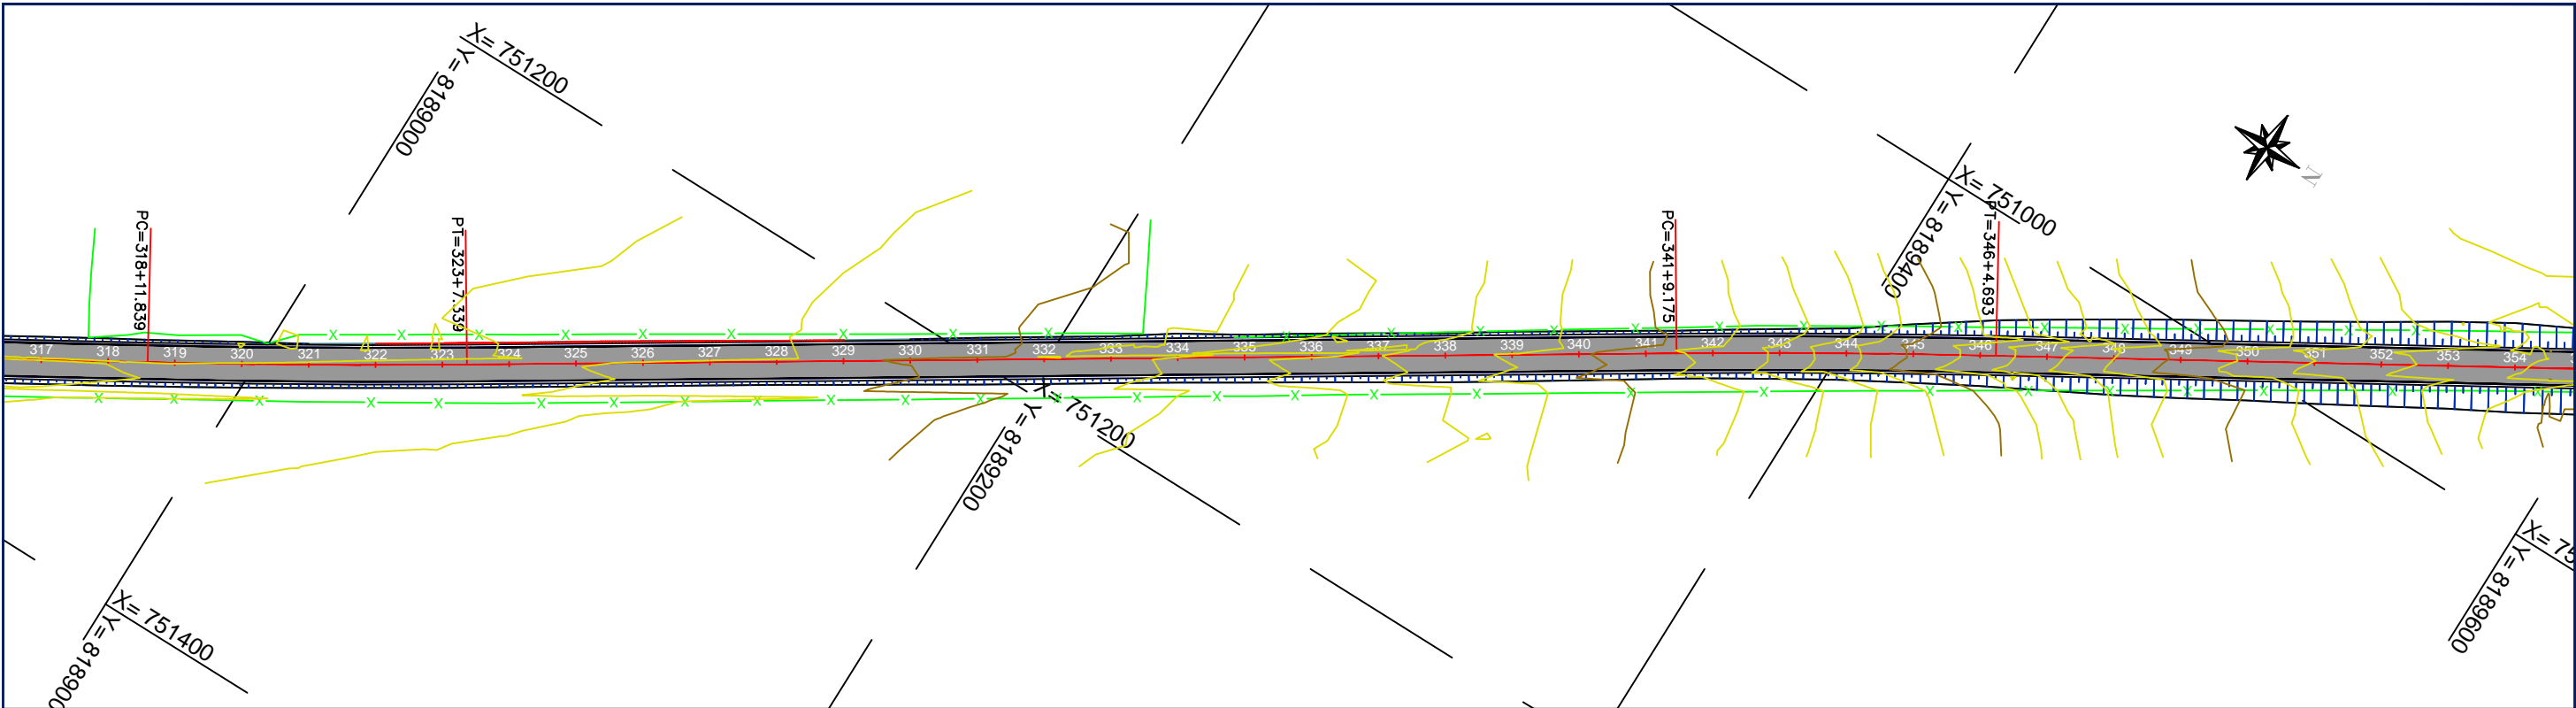 X= 751200
Y= 8189000
X= 751000
Y= 8189400
N
PC=318+11.839
PT=323+7.339
PC=341+9.175
PT=346+4.693
317 318 319 320 321 322 323 324 325 326 327 328 329 330 331 332 333 334 335 336 337 338 339 340 341 342 343 344 345 346 347 348 349 350 351 352 353 354
X X X X X X X X X X X X X X X X X X X X X X
X X X X X X X X X X X X X X X X X X X X X X X X
X= 751200
Y= 8189200
X= 751400
Y= 818900
X= 75
Y= 8189600